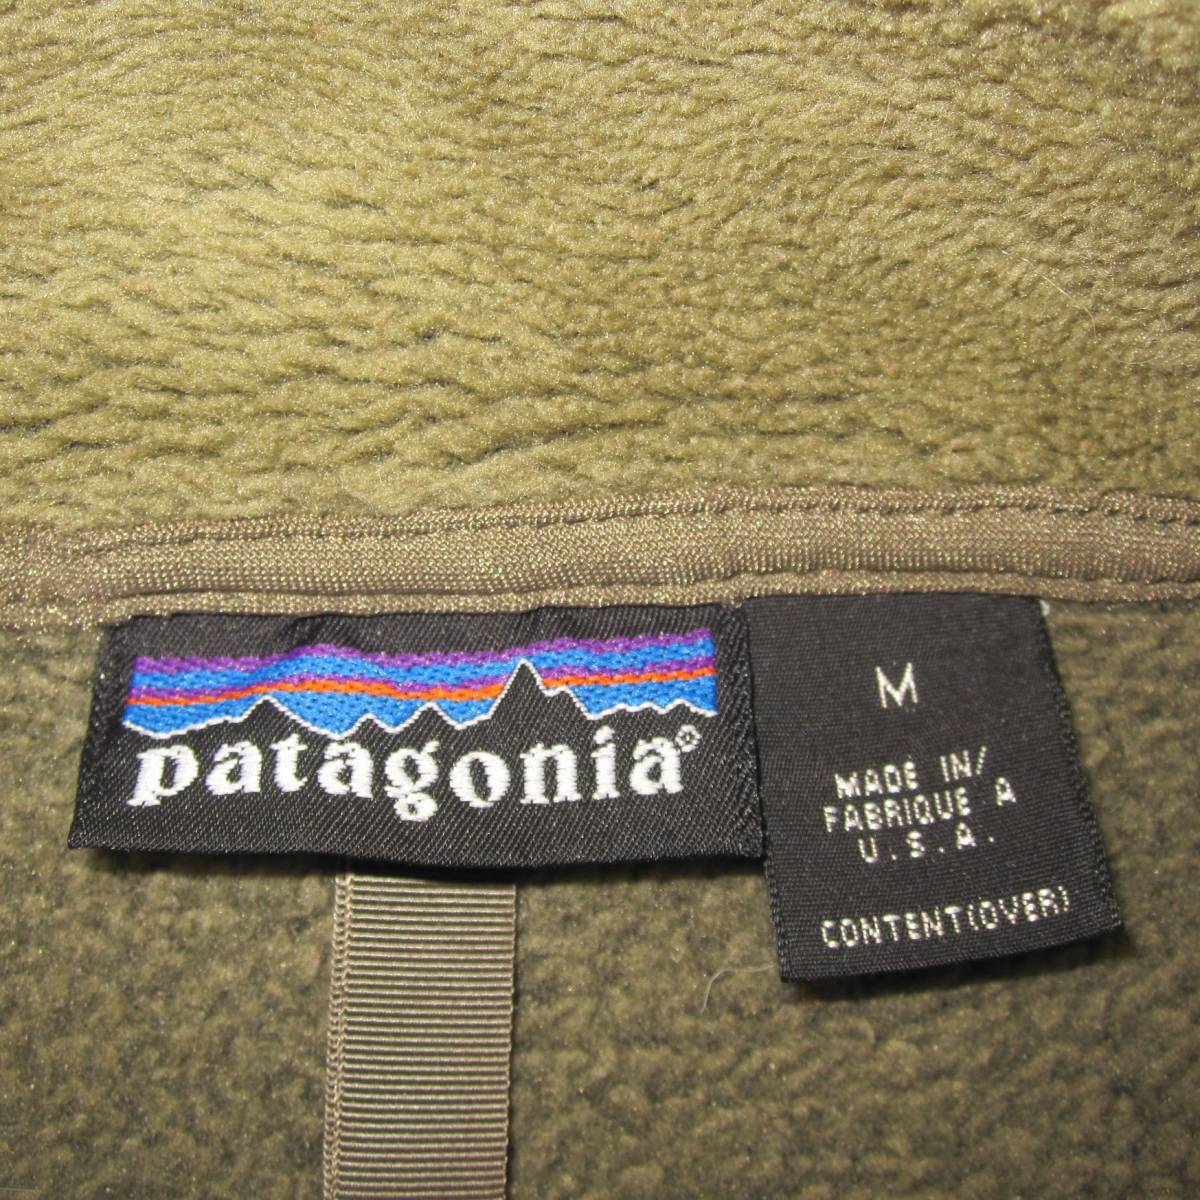 patagonia®
M
MADE IN/
FABRIQUE A
U.S.A.
CONTENT(OVER)